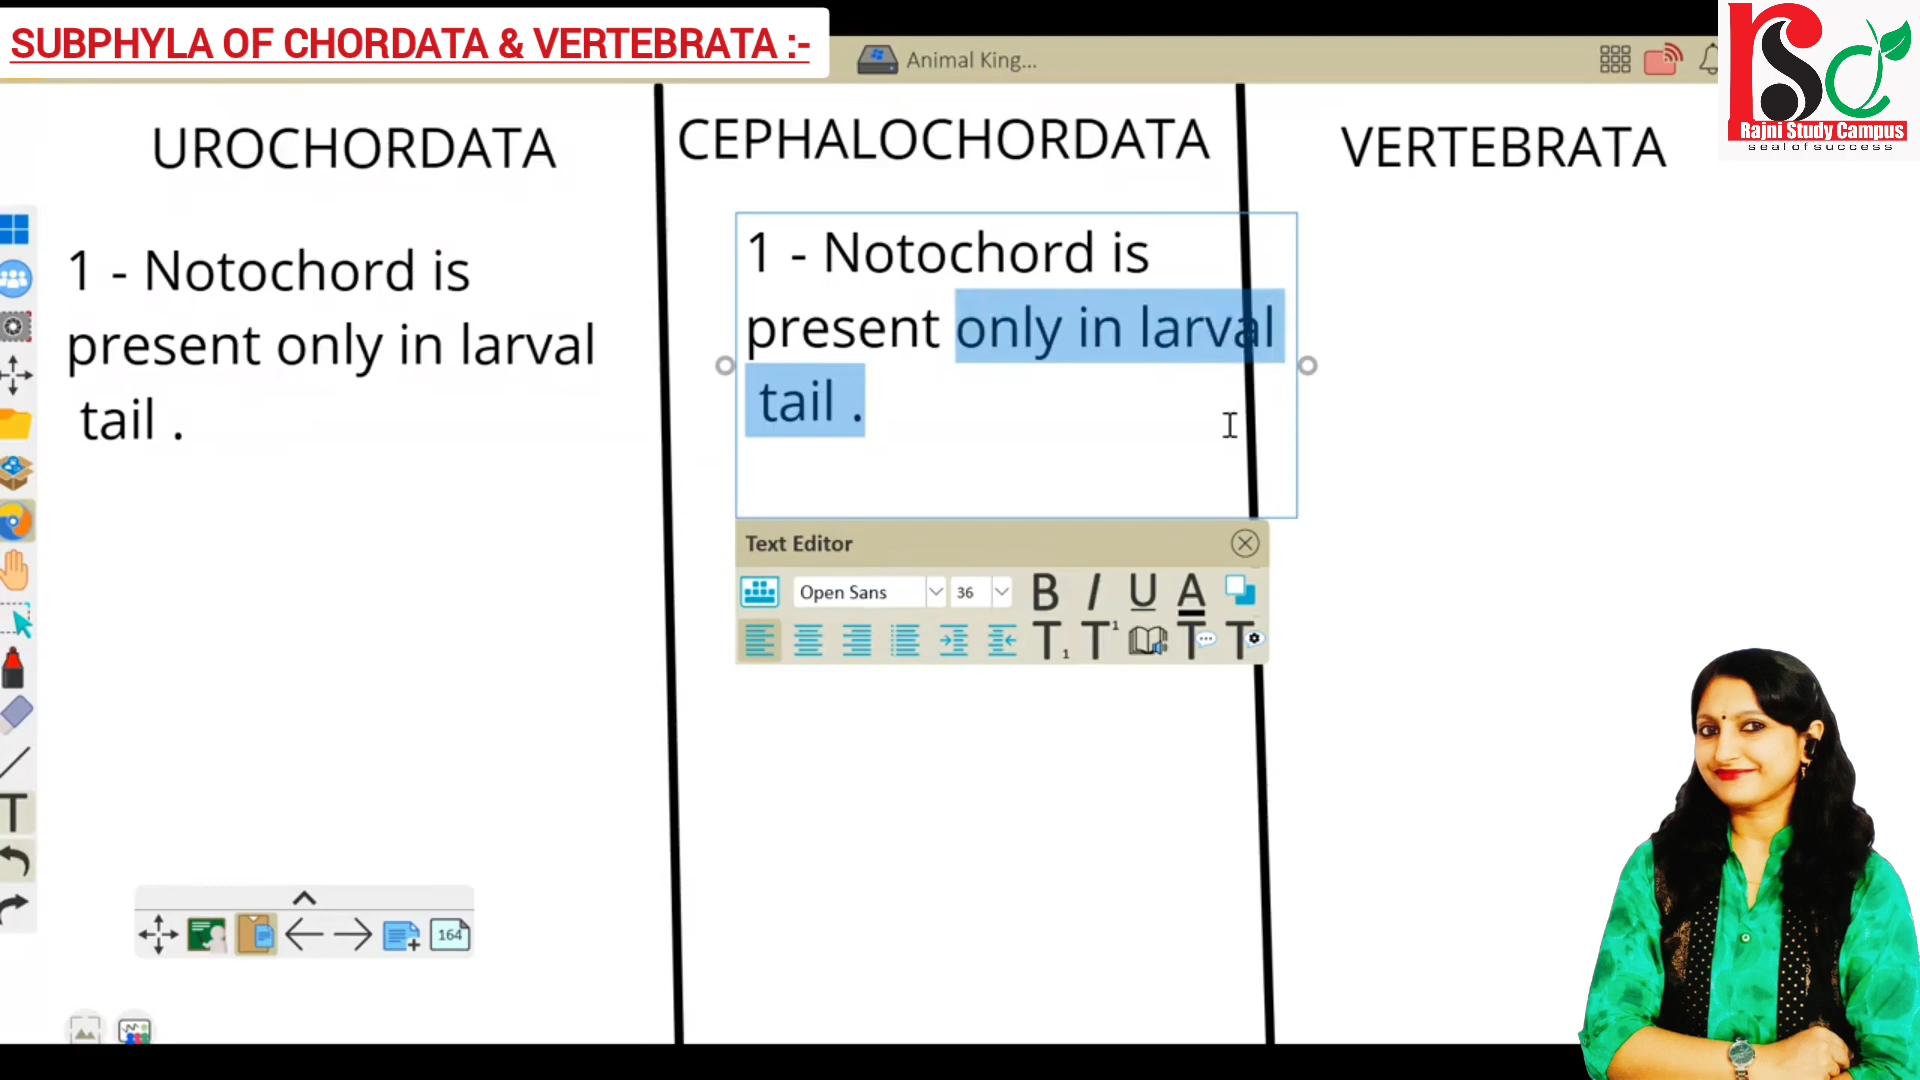 SUBPHYLA OF CHORDATA & VERTEBRATA :-
Animal King...
Rajni Study Campus
seal of success
UROCHORDATA
CEPHALOCHORDATA
VERTEBRATA
1 - Notochord is
present only in larval
tail .
1 - Notochord is
present only in larval
tail .
Text Editor
Open Sans
36
164